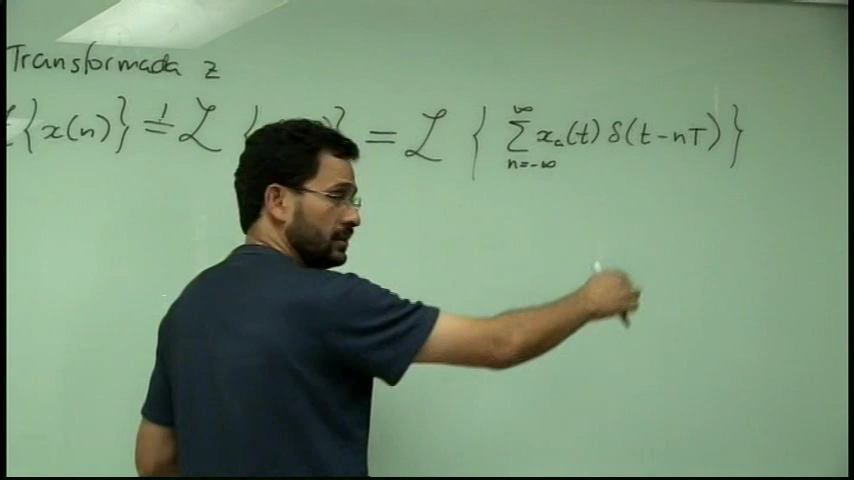 Transformada z
{x(n)} =! ℒ { } = ℒ { ∑_{n=-∞}^{∞} x_a(t) δ(t-nT) }